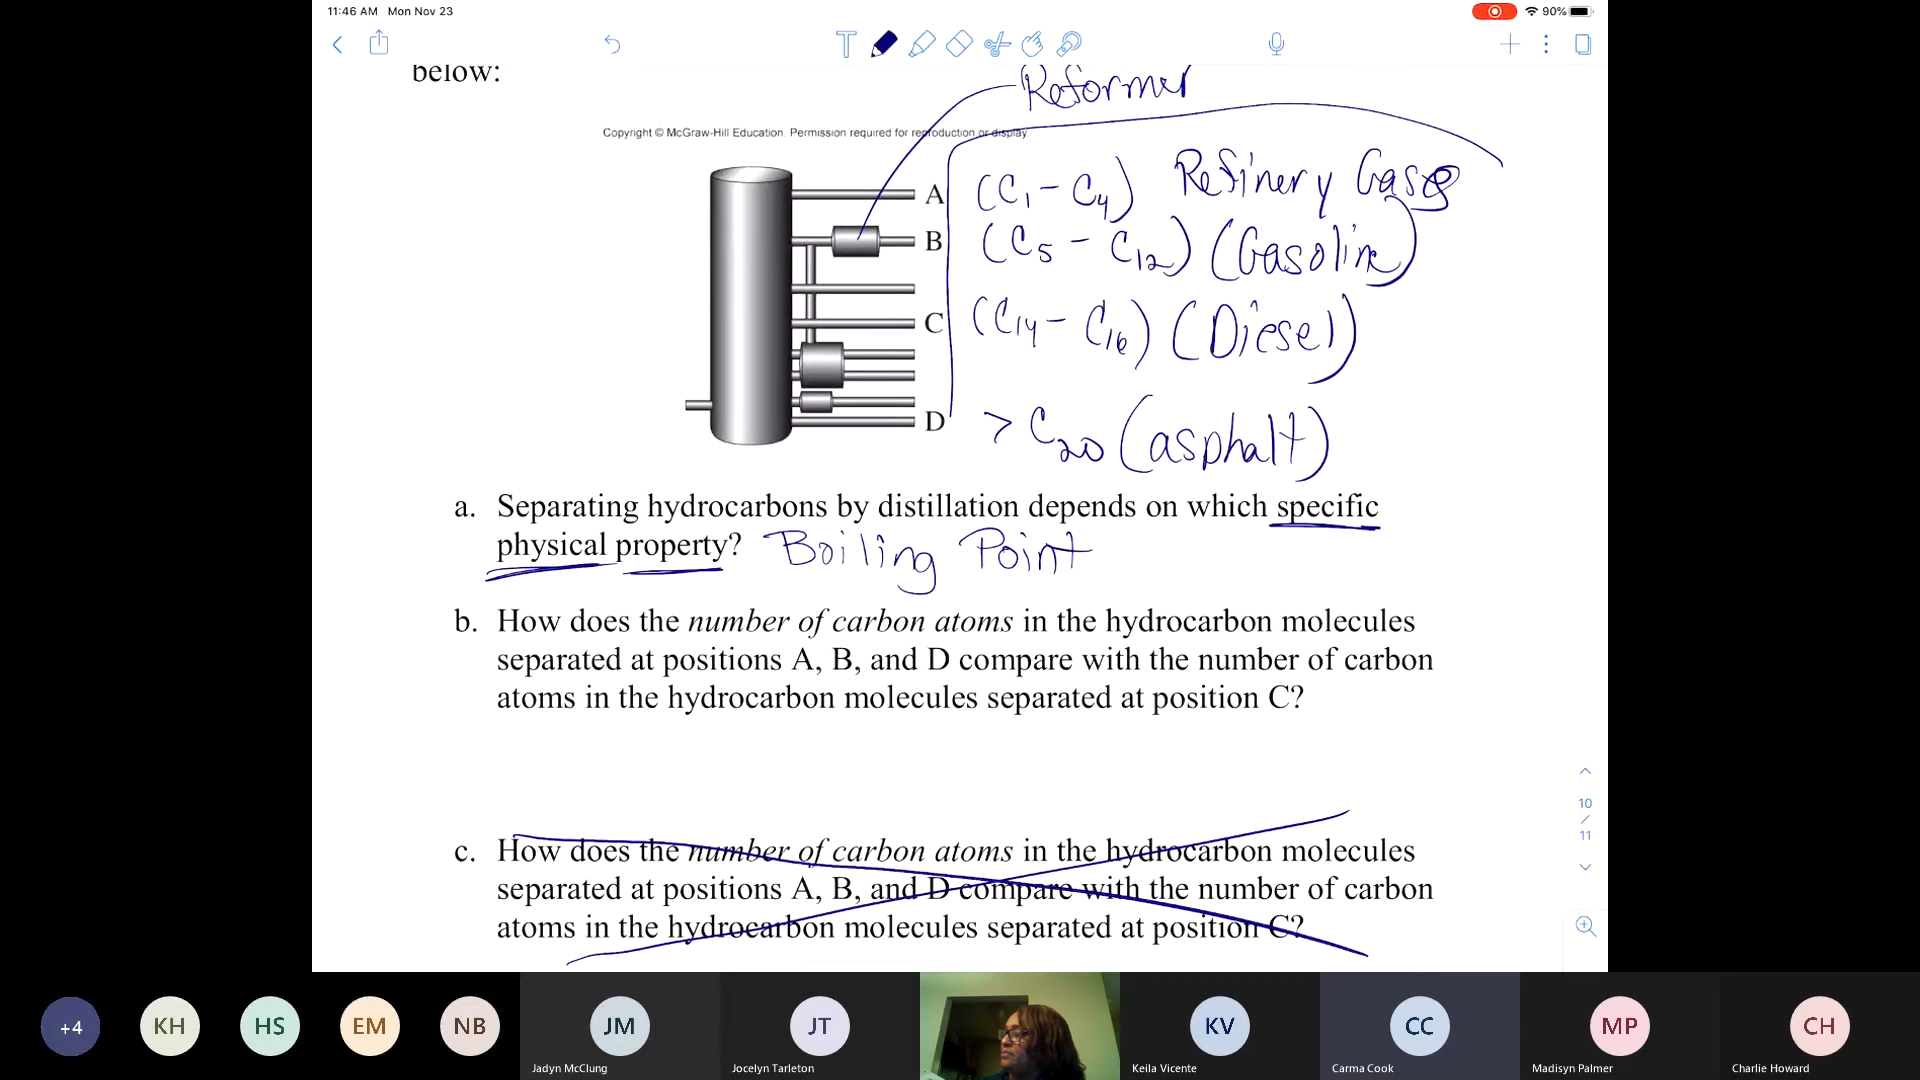 11:46 AM Mon Nov 23
90%
below:
Reformer
Copyright © McGraw-Hill Education. Permission required for reproduction or display
A (C1 - C4) Refinery Gases
B (C5 - C12) (Gasoline)
C (C14 - C16) (Diesel)
D > C20 (asphalt)
a. Separating hydrocarbons by distillation depends on which specific
physical property? Boiling Point
b. How does the number of carbon atoms in the hydrocarbon molecules
separated at positions A, B, and D compare with the number of carbon
atoms in the hydrocarbon molecules separated at position C?
10
/
11
c. How does the number of carbon atoms in the hydrocarbon molecules
separated at positions A, B, and D compare with the number of carbon
atoms in the hydrocarbon molecules separated at position C?
+4 KH HS EM NB JM JT KV CC MP CH
Jadyn McClung Jocelyn Tarleton Keila Vicente Carma Cook Madisyn Palmer Charlie Howard